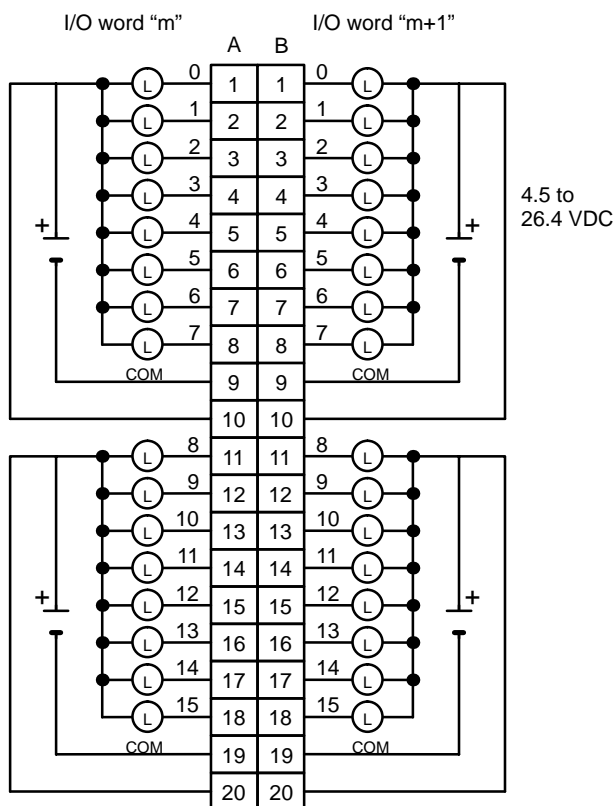 I/O word “m” I/O word “m+1”
A B
L 0 1 1 0 L
L 1 2 2 1 L
L 2 3 3 2 L
L 3 4 4 3 L
4.5 to
26.4 VDC
+ L 4 5 5 4 L +
L 5 6 6 5 L
L 6 7 7 6 L
L 7 8 8 7 L
COM 9 9 COM
10 10
L 8 11 11 8 L
L 9 12 12 9 L
L 10 13 13 10 L
L 11 14 14 11 L
+ L 12 15 15 12 L +
L 13 16 16 13 L
L 14 17 17 14 L
L 15 18 18 15 L
COM 19 19 COM
20 20